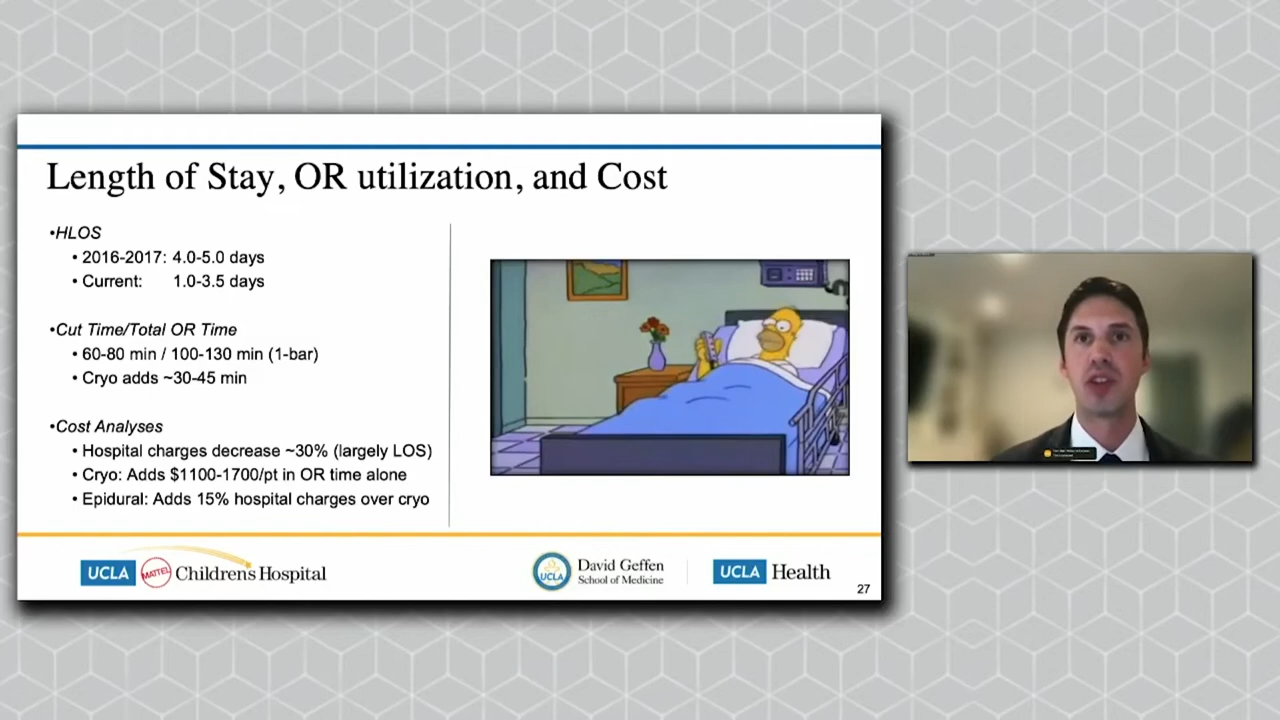 Length of Stay, OR utilization, and Cost
•HLOS
• 2016-2017: 4.0-5.0 days
• Current: 1.0-3.5 days
•Cut Time/Total OR Time
• 60-80 min / 100-130 min (1-bar)
• Cryo adds ~30-45 min
•Cost Analyses
• Hospital charges decrease ~30% (largely LOS)
• Cryo: Adds $1100-1700/pt in OR time alone
• Epidural: Adds 15% hospital charges over cryo
UCLA MATTEL Childrens Hospital
UCLA David Geffen
School of Medicine
UCLA Health
27